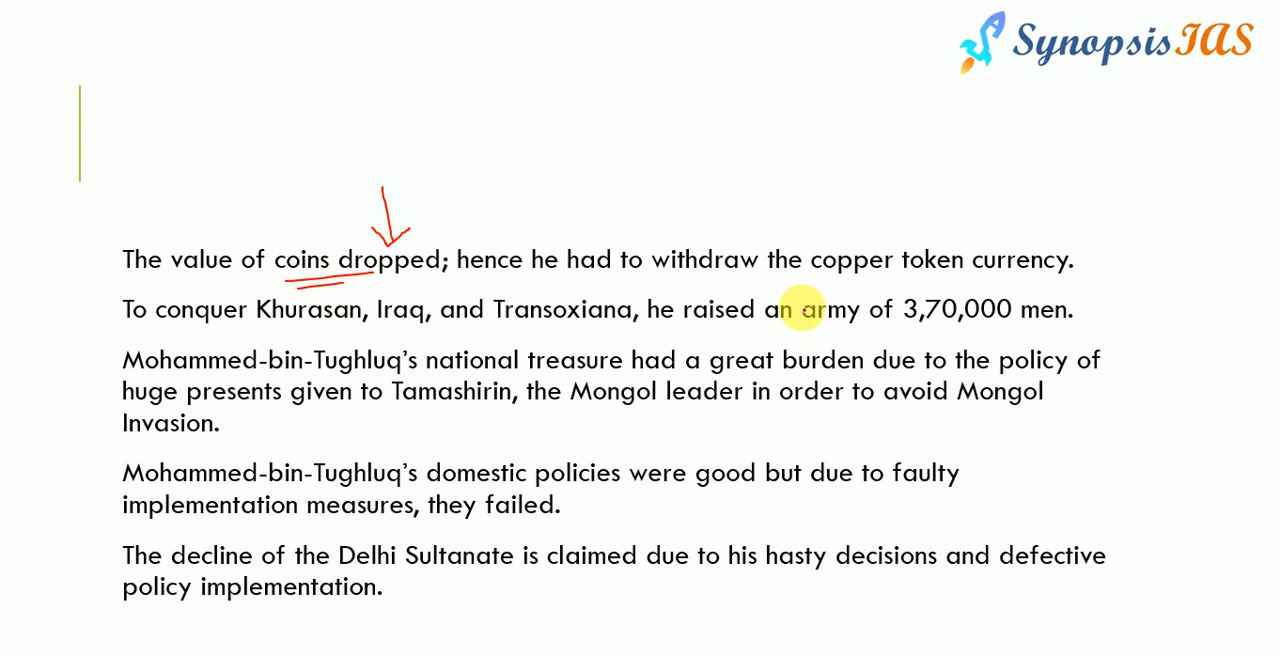 SynopsisIAS
The value of coins dropped; hence he had to withdraw the copper token currency.
To conquer Khurasan, Iraq, and Transoxiana, he raised an army of 3,70,000 men.
Mohammed-bin-Tughluq’s national treasure had a great burden due to the policy of
huge presents given to Tamashirin, the Mongol leader in order to avoid Mongol
Invasion.
Mohammed-bin-Tughluq’s domestic policies were good but due to faulty
implementation measures, they failed.
The decline of the Delhi Sultanate is claimed due to his hasty decisions and defective
policy implementation.